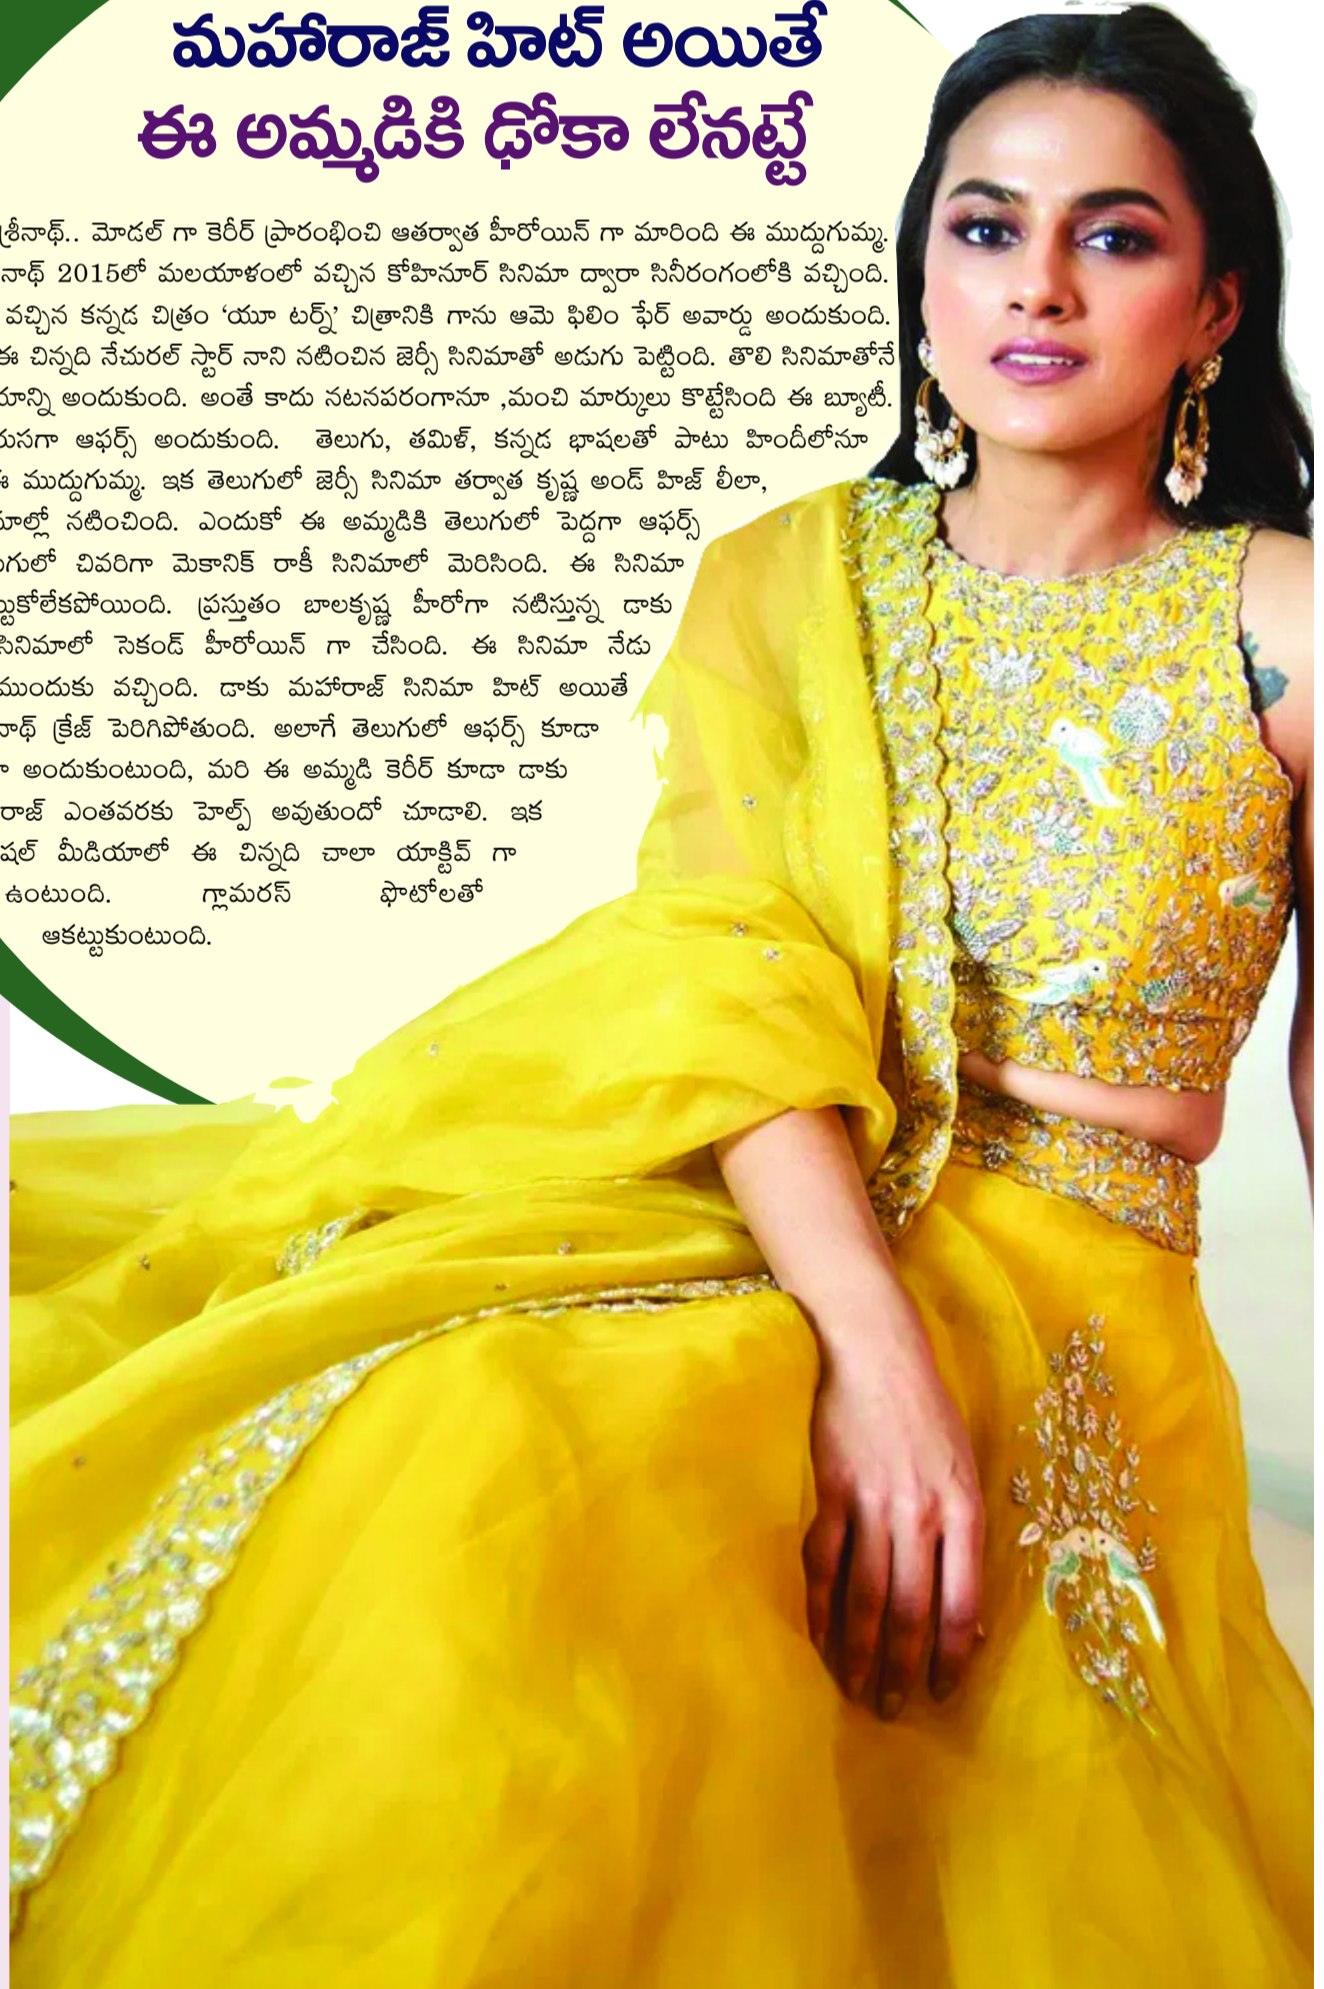 మహారాజ్ హిట్ అయితే
ఈ అమ్మడికి ఢోకా లేనట్టే
శ్రీనాథ్.. మోడల్ గా కెరీర్ ప్రారంభించి ఆతర్వాత హీరోయిన్ గా మారింది ఈ ముద్దుగుమ్మ.
నాథ్ 2015లో మలయాళంలో వచ్చిన కోహినూర్ సినిమా ద్వారా సినీరంగంలోకి వచ్చింది.
వచ్చిన కన్నడ చిత్రం ‘యూ టర్న్’ చిత్రానికి గాను ఆమె ఫిలిం ఫేర్ అవార్డు అందుకుంది.
ఈ చిన్నది నేచురల్ స్టార్ నాని నటించిన జెర్సీ సినిమాతో అడుగు పెట్టింది. తొలి సినిమాతోనే
అందుకుంది. అంతే కాదు నటనపరంగానూ ,మంచి మార్కులు కొట్టేసింది ఈ బ్యూటీ.
రుసగా ఆఫర్స్ అందుకుంది. తెలుగు, తమిళ్, కన్నడ భాషలతో పాటు హిందీలోనూ
ఈ ముద్దుగుమ్మ. ఇక తెలుగులో జెర్సీ సినిమా తర్వాత కృష్ణ అండ్ హిజ్ లీలా,
మాల్లో నటించింది. ఎందుకో ఈ అమ్మడికి తెలుగులో పెద్దగా ఆఫర్స్
గులో చివరిగా మెకానిక్ రాకీ సినిమాలో మెరిసింది. ఈ సినిమా
ట్టుకోలేకపోయింది. ప్రస్తుతం బాలకృష్ణ హీరోగా నటిస్తున్న డాకు
సినిమాలో సెకండ్ హీరోయిన్ గా చేసింది. ఈ సినిమా నేడు
ముందుకు వచ్చింది. డాకు మహారాజ్ సినిమా హిట్ అయితే
నాథ్ క్రేజ్ పెరిగిపోతుంది. అలాగే తెలుగులో ఆఫర్స్ కూడా
అందుకుంటుంది, మరి ఈ అమ్మడి కెరీర్ కూడా డాకు
రాజ్ ఎంతవరకు హెల్ప్ అవుతుందో చూడాలి. ఇక
షల్ మీడియాలో ఈ చిన్నది చాలా యాక్టివ్ గా
ఉంటుంది. గ్లామరస్ ఫొటోలతో
ఆకట్టుకుంటుంది.